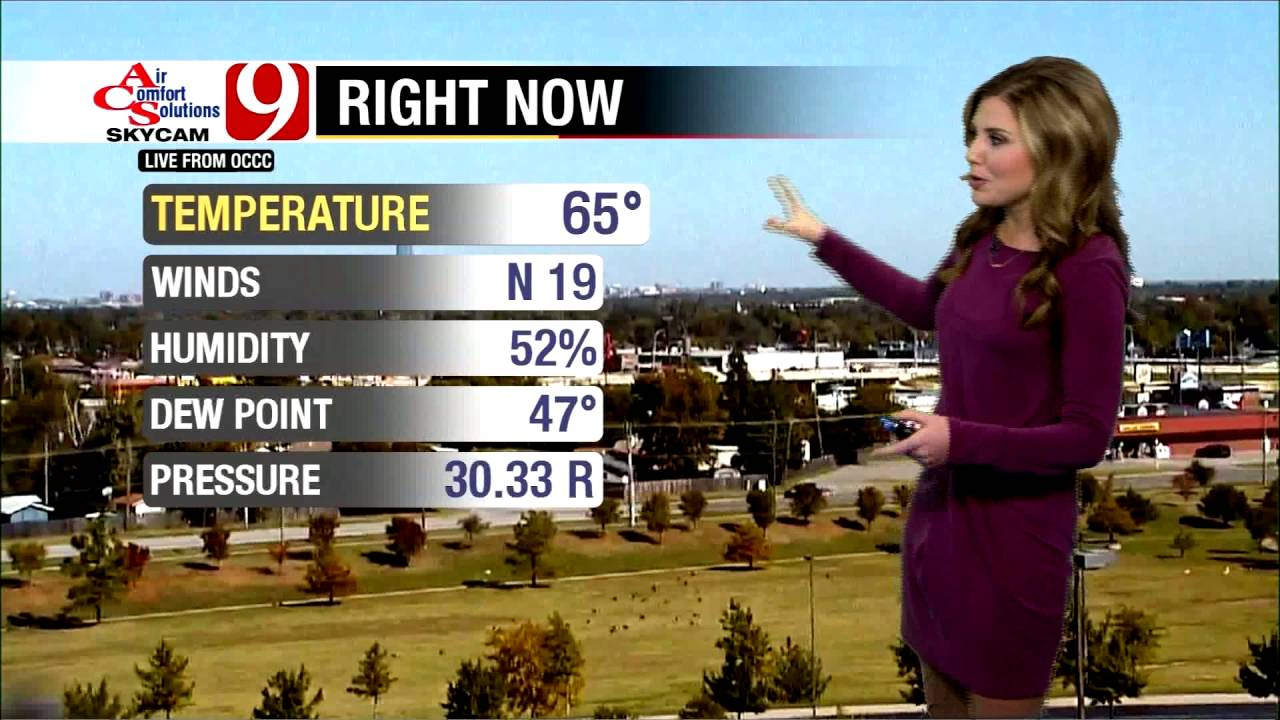 Air
Comfort
Solutions
SKYCAM
9
RIGHT NOW
LIVE FROM OCCC
TEMPERATURE 65°
WINDS N 19
HUMIDITY 52%
DEW POINT 47°
PRESSURE 30.33 R